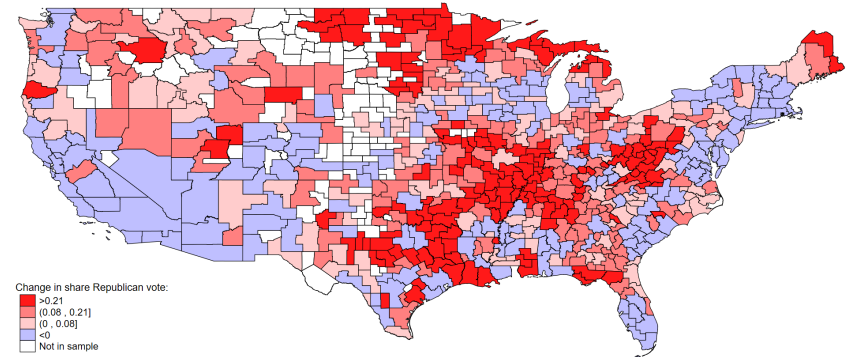 Change in share Republican vote:
>0.21
(0.08 , 0.21]
(0 , 0.08]
<0
Not in sample